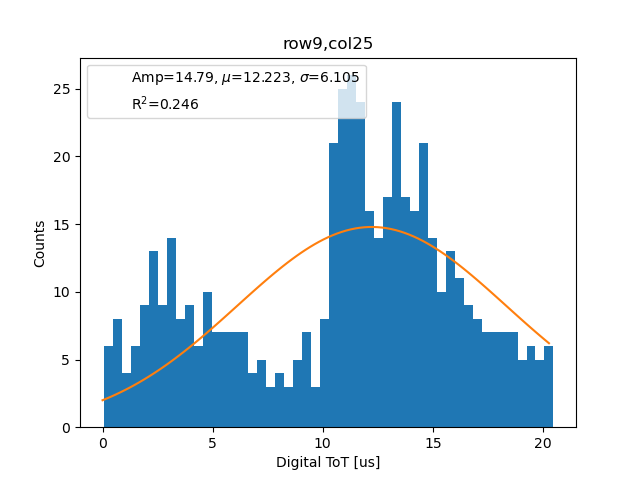 row9,col25
Amp=14.79, μ=12.223, σ=6.105
R²=0.246
25
20
15
10
5
0
Counts
0 5 10 15 20
Digital ToT [us]